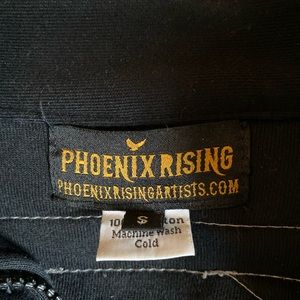 PHOENIX RISING
PHOENIXRISINGARTISTS.COM
S
Machine Wash
Cold